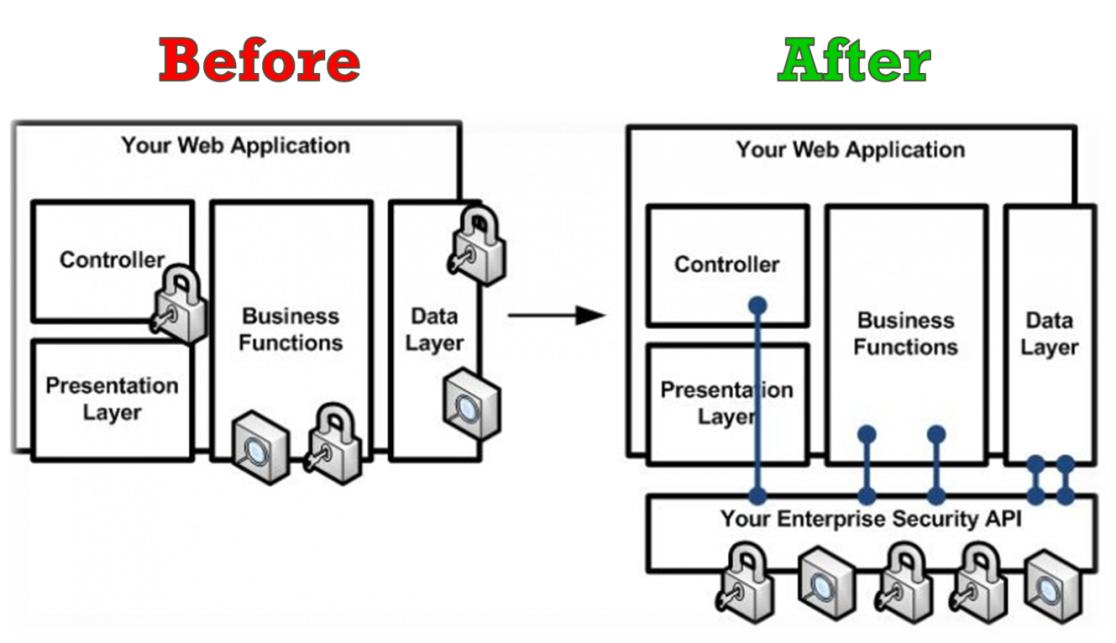 Before
After
Your Web Application
Controller
Presentation
Layer
Business
Functions
Data
Layer
Your Web Application
Controller
Presentation
Layer
Business
Functions
Data
Layer
Your Enterprise Security API